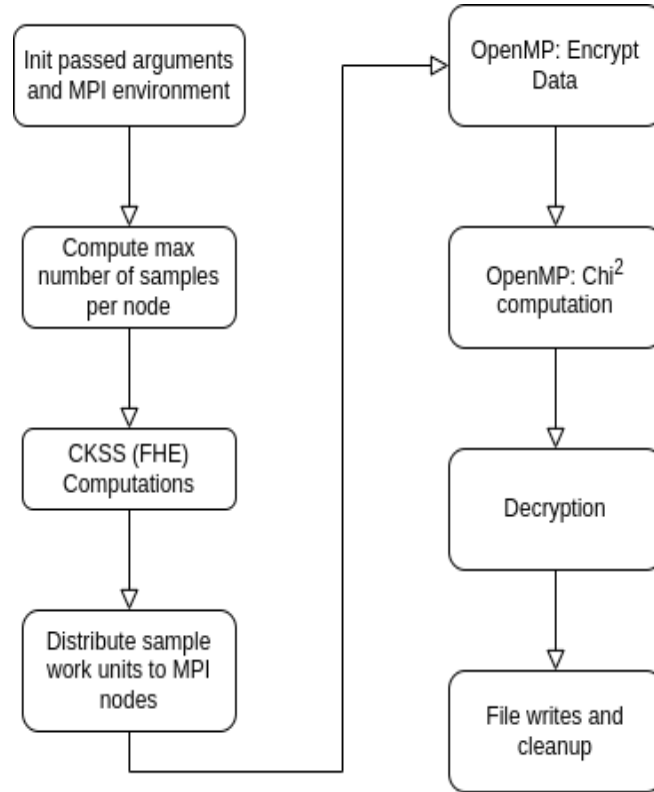 Init passed arguments
and MPI environment
Compute max
number of samples
per node
CKSS (FHE)
Computations
Distribute sample
work units to MPI
nodes
OpenMP: Encrypt
Data
OpenMP: Chi²
computation
Decryption
File writes and
cleanup